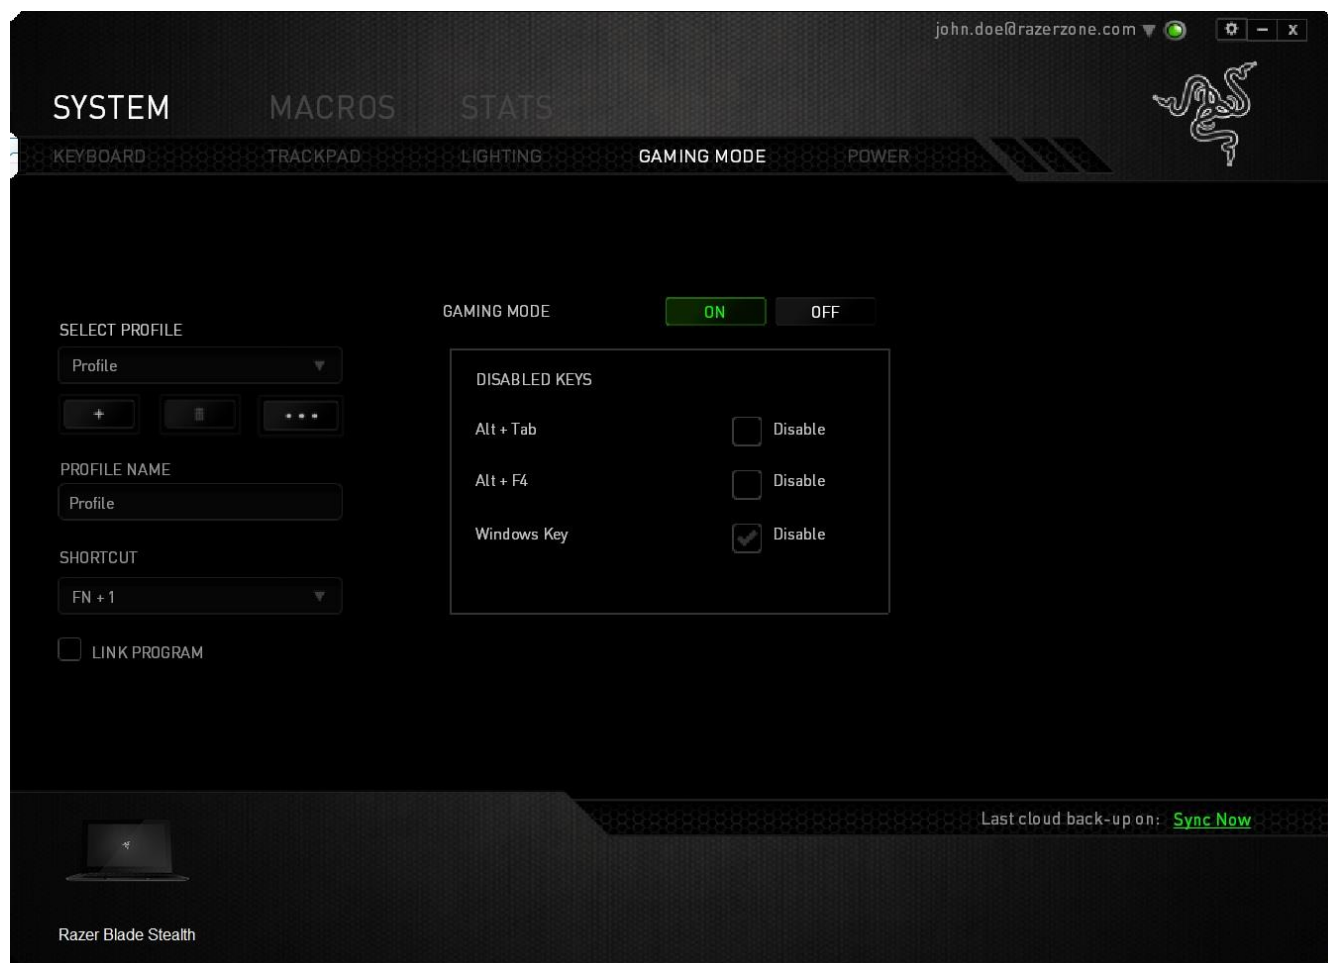 john.doe@razerzone.com
SYSTEM MACROS STATS
KEYBOARD TRACKPAD LIGHTING GAMING MODE POWER
GAMING MODE ON OFF
SELECT PROFILE
Profile
+
PROFILE NAME
Profile
SHORTCUT
FN + 1
LINK PROGRAM
DISABLED KEYS
Alt + Tab Disable
Alt + F4 Disable
Windows Key Disable
Last cloud back-up on: Sync Now
Razer Blade Stealth